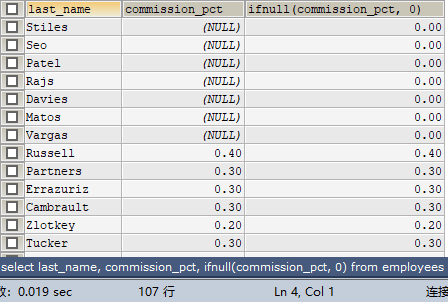 last_name commission_pct ifnull(commission_pct, 0)
Stiles (NULL) 0.00
Seo (NULL) 0.00
Patel (NULL) 0.00
Rajs (NULL) 0.00
Davies (NULL) 0.00
Matos (NULL) 0.00
Vargas (NULL) 0.00
Russell 0.40 0.40
Partners 0.30 0.30
Errazuriz 0.30 0.30
Cambrault 0.30 0.30
Zlotkey 0.20 0.20
Tucker 0.30 0.30
select last_name, commission_pct, ifnull(commission_pct, 0) from employees
: 0.019 sec 107 行 Ln 4, Col 1 连接